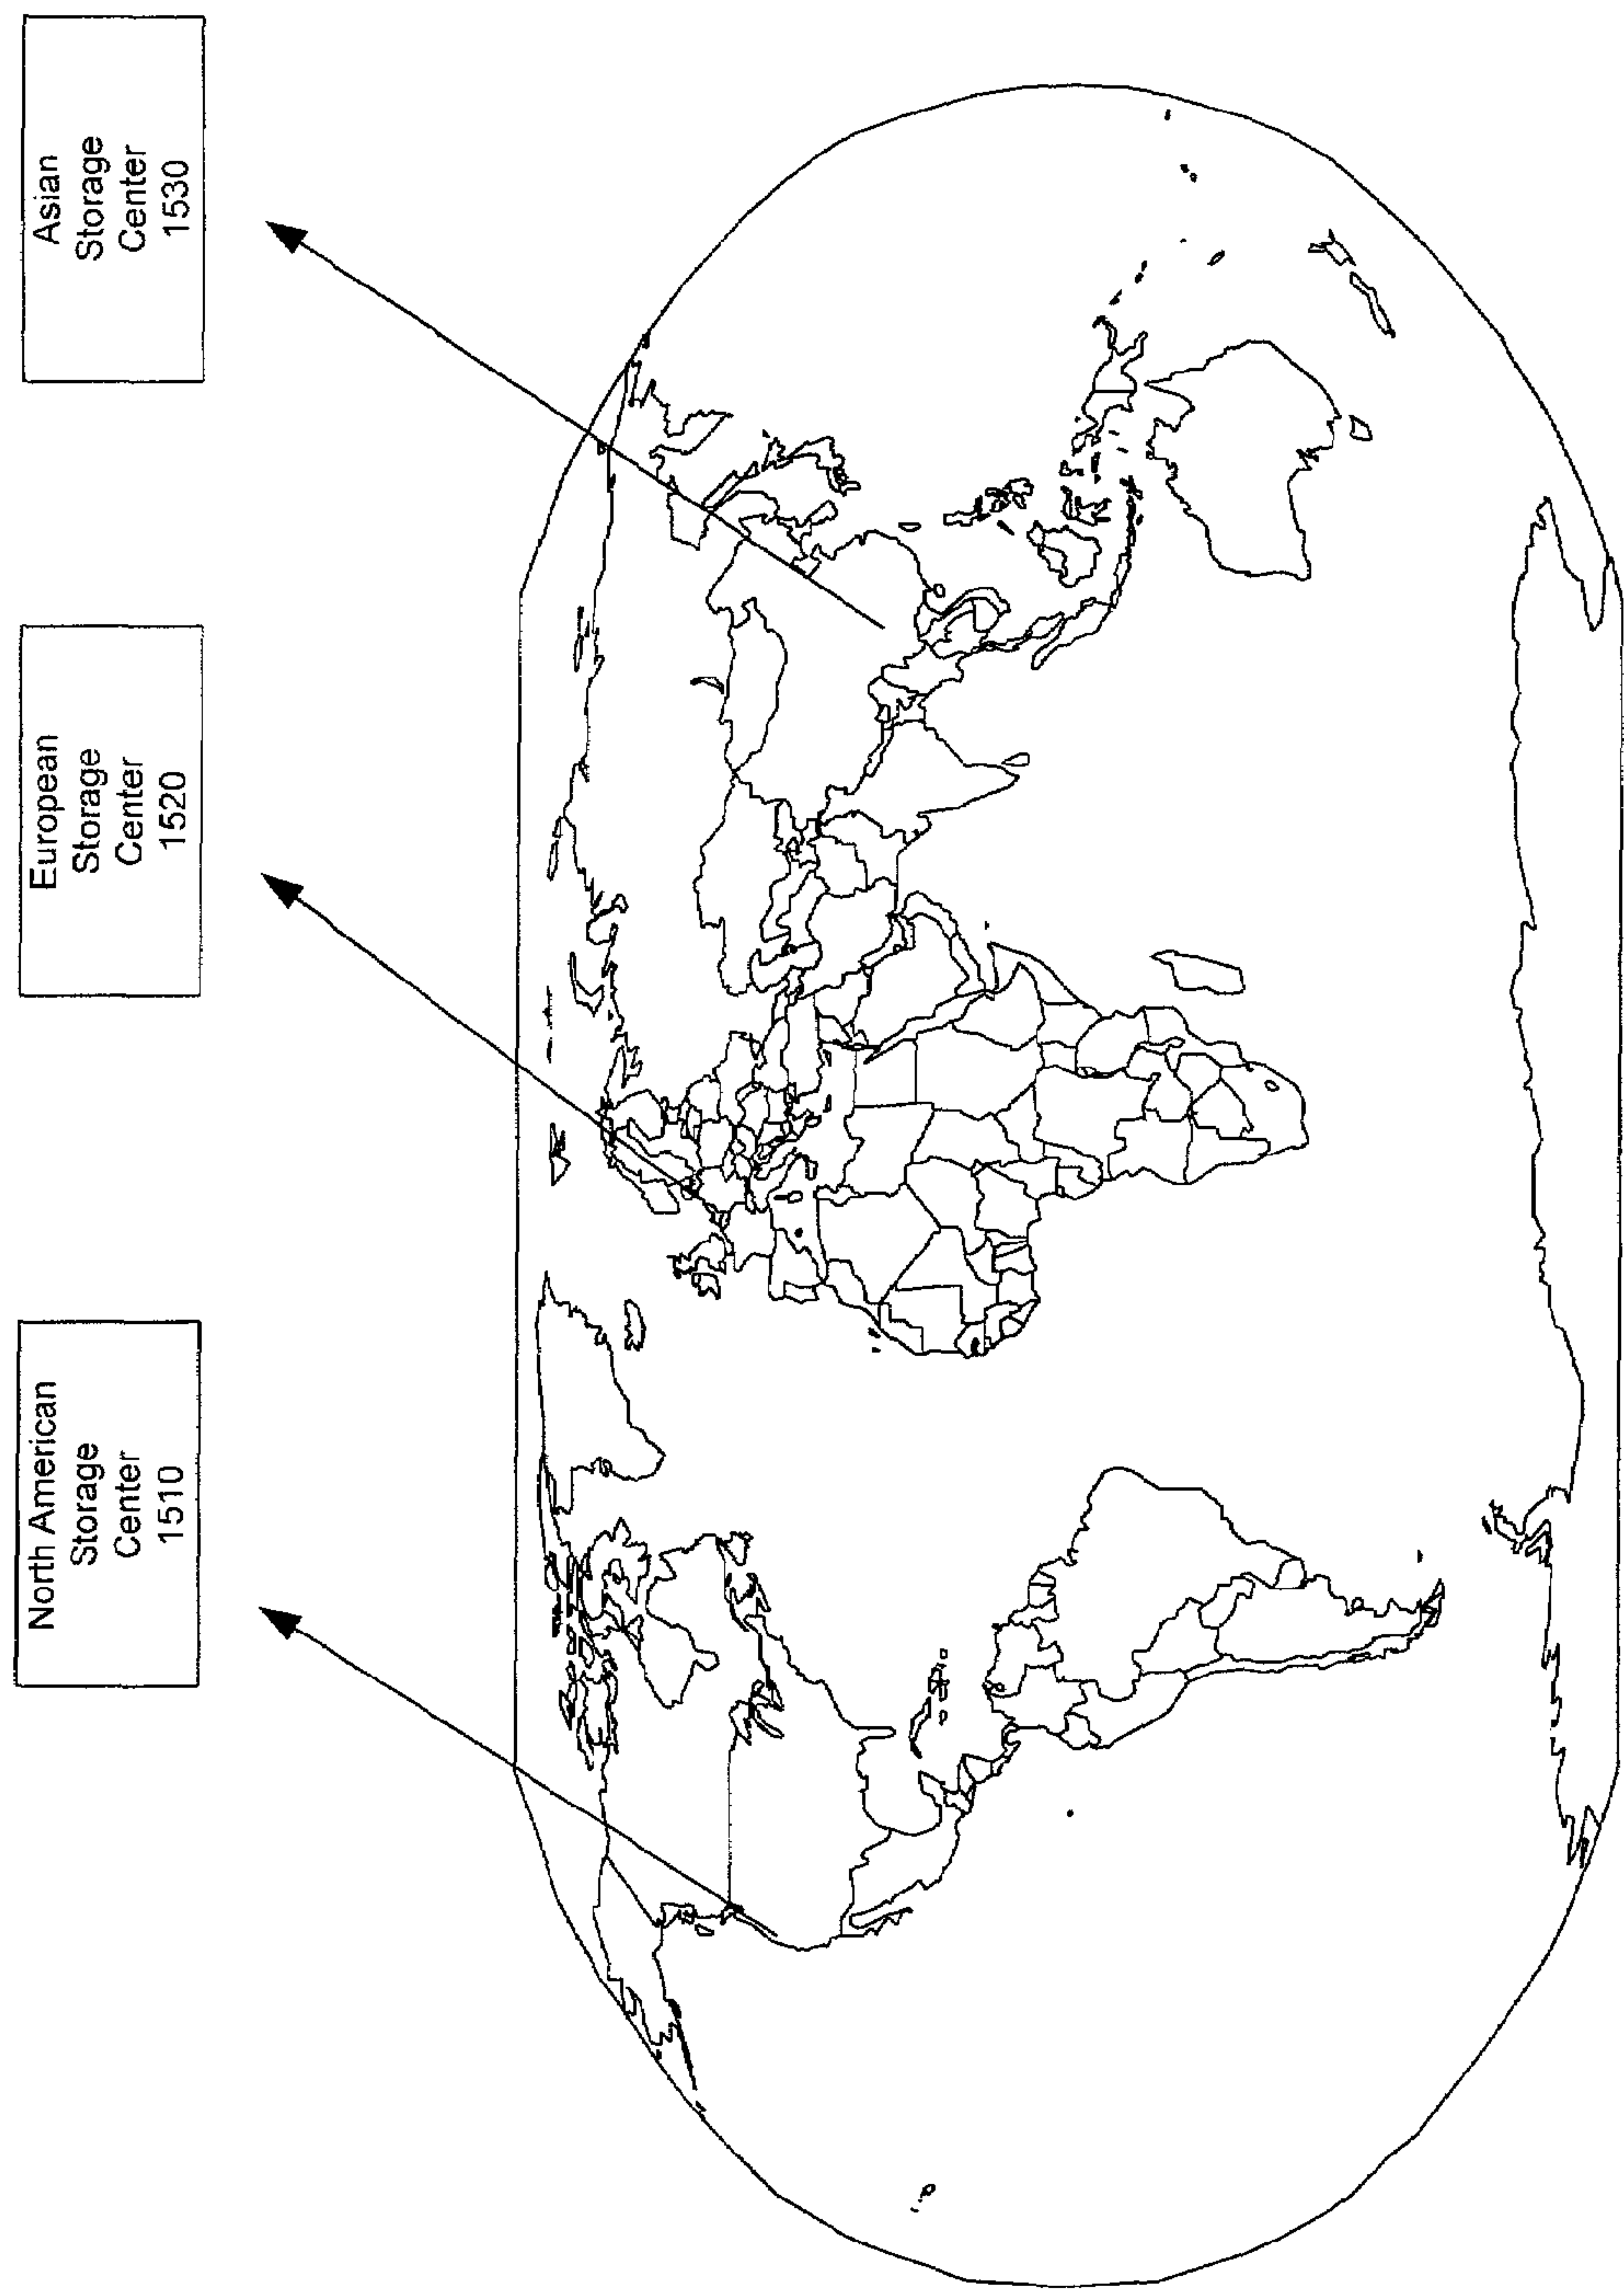 North American
Storage
Center
1510
European
Storage
Center
1520
Asian
Storage
Center
1530